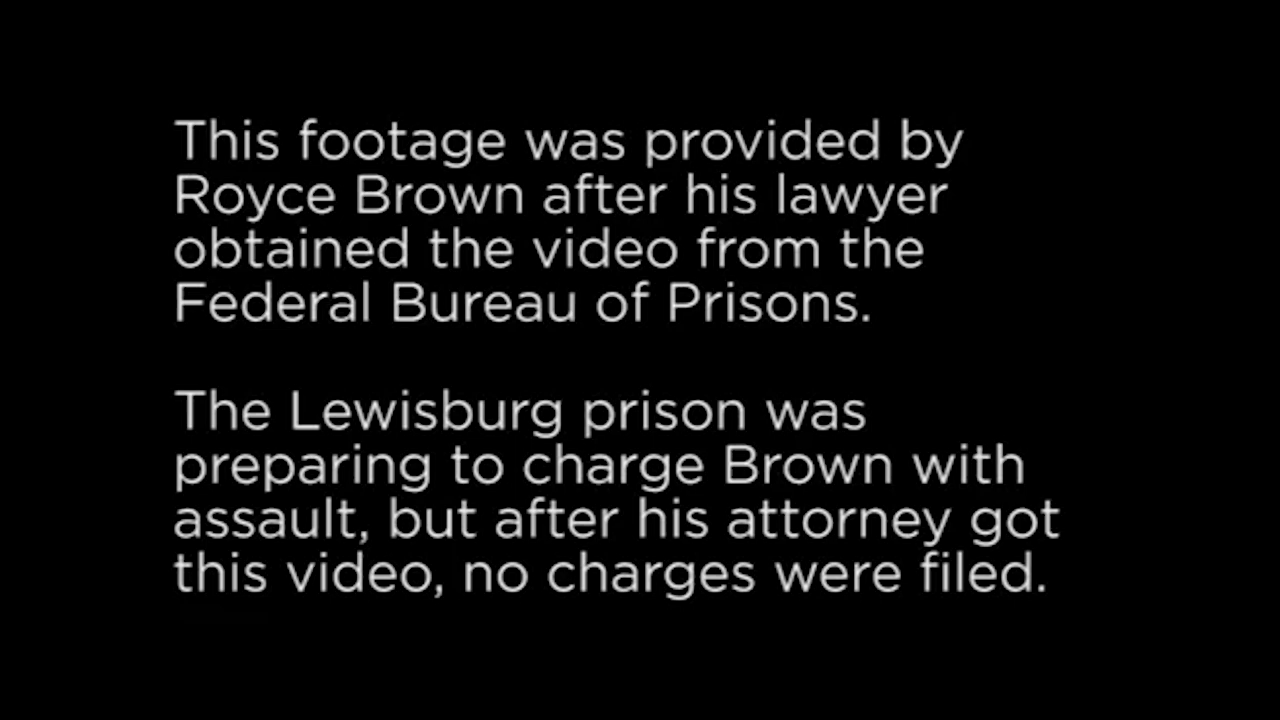 This footage was provided by
Royce Brown after his lawyer
obtained the video from the
Federal Bureau of Prisons.
The Lewisburg prison was
preparing to charge Brown with
assault, but after his attorney got
this video, no charges were filed.